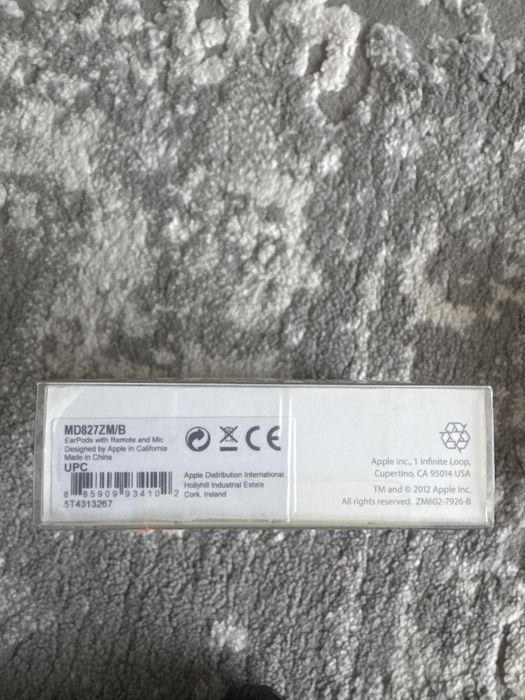 MD827ZM/B
EarPods with Remote and Mic
Designed by Apple in California
Made in China
UPC
8 85909 93410 2
5T4313267
CE
Apple Distribution International
Hollyhill Industrial Estate
Cork, Ireland
Apple Inc., 1 Infinite Loop,
Cupertino, CA 95014 USA
TM and © 2012 Apple Inc.
All rights reserved. ZM602-7926-B